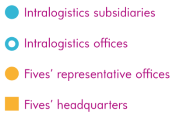 Intralogistics subsidiaries
Intralogistics offices
Fives' representative offices
Fives' headquarters